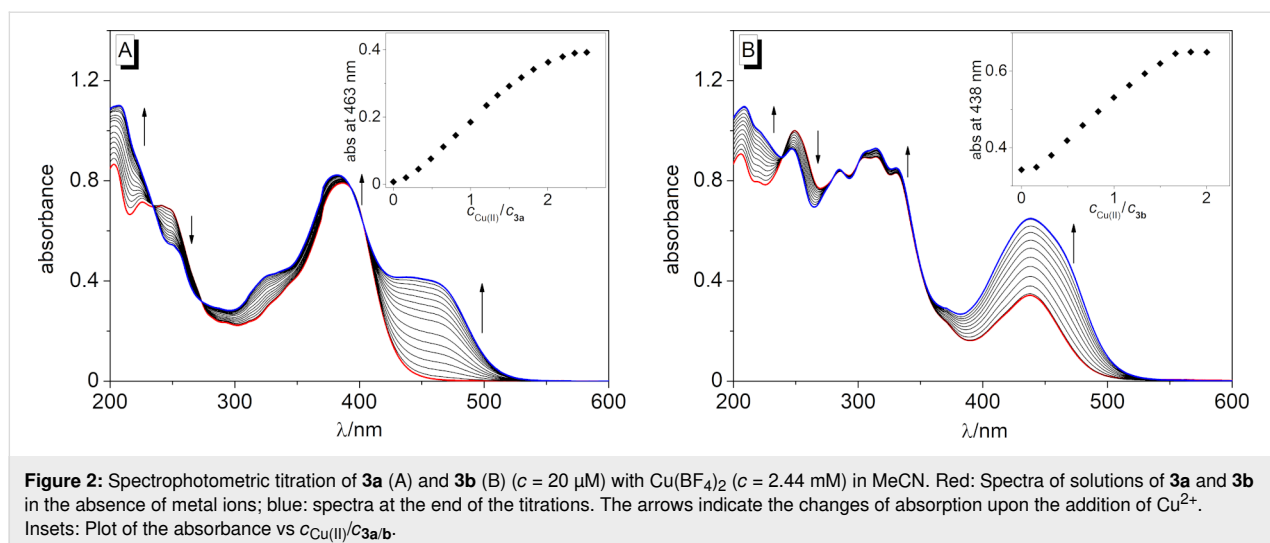 A
B
1.2
0.8
0.4
0
absorbance
200 300 400 500 600
λ/nm
0.4
0.2
0
abs at 463 nm
0 1 2
cCu(II)/c3a
1.2
0.8
0.4
0
absorbance
200 300 400 500 600
λ/nm
0.6
0.4
abs at 438 nm
0 1 2
cCu(II)/c3b
Figure 2: Spectrophotometric titration of 3a (A) and 3b (B) (c = 20 µM) with Cu(BF4)2 (c = 2.44 mM) in MeCN. Red: Spectra of solutions of 3a and 3b
in the absence of metal ions; blue: spectra at the end of the titrations. The arrows indicate the changes of absorption upon the addition of Cu2+.
Insets: Plot of the absorbance vs cCu(II)/c3a/b.